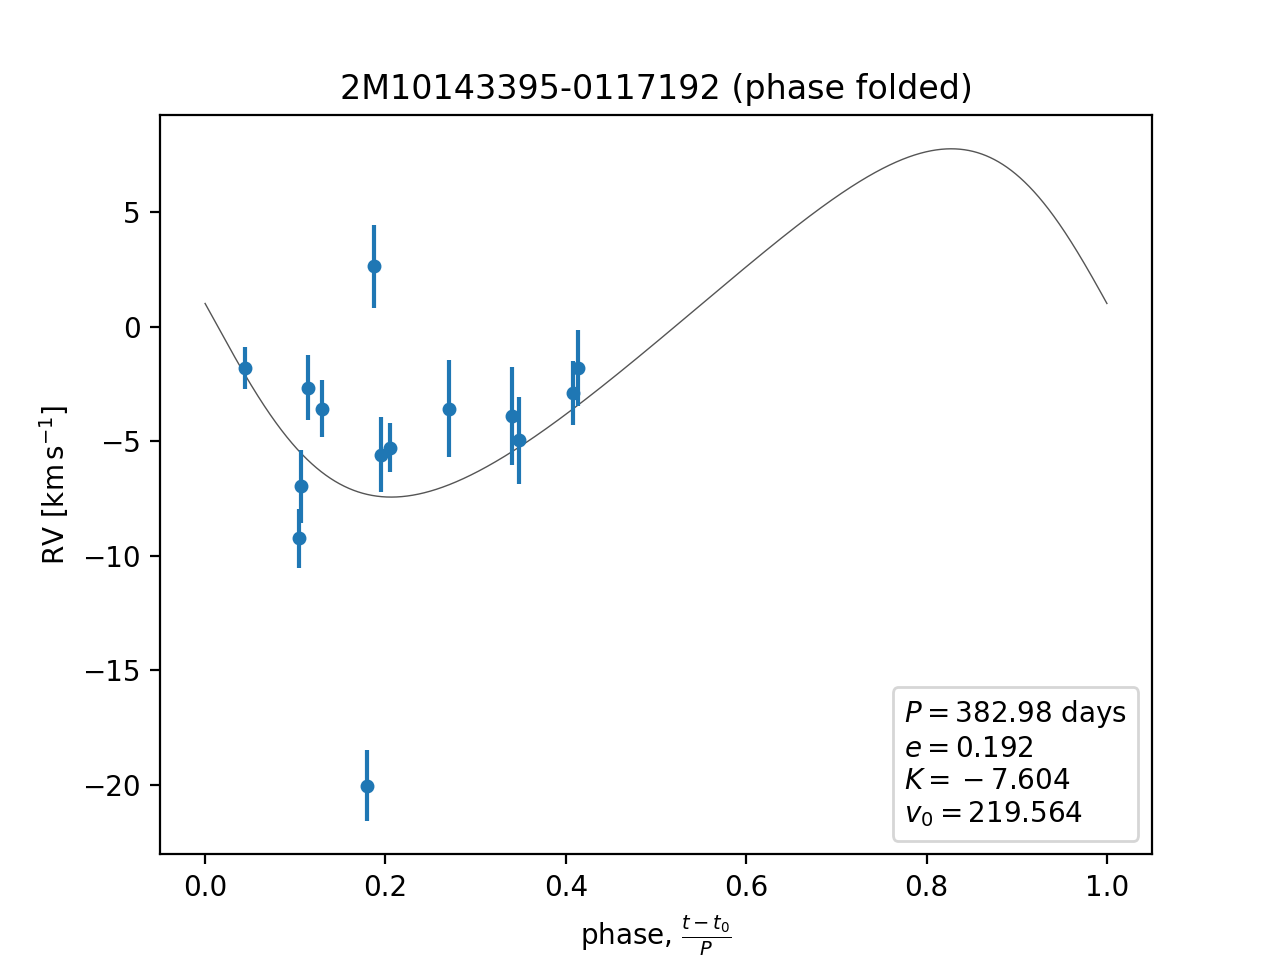 2M10143395-0117192 (phase folded)
RV [km s⁻¹]
5
0
−5
−10
−15
−20
P = 382.98 days
e = 0.192
K = −7.604
v₀ = 219.564
0.0 0.2 0.4 0.6 0.8 1.0
phase, (t − t₀)/P